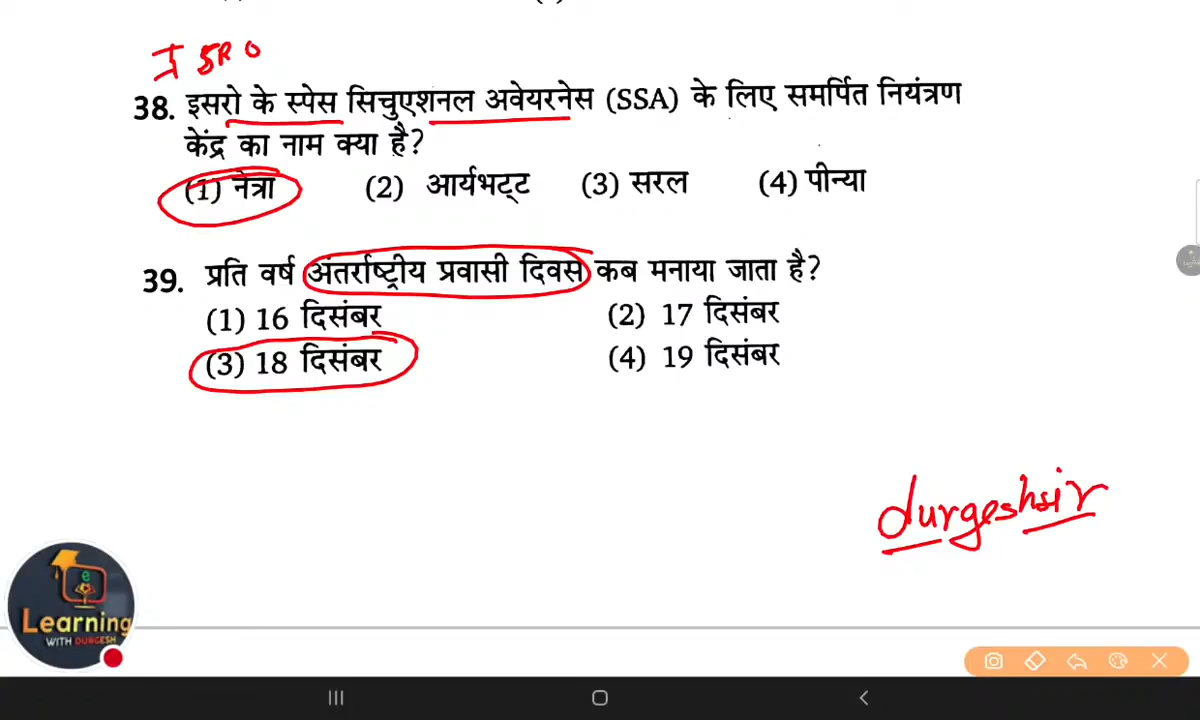 ISRO
38. इसरो के स्पेस सिचुएशनल अवेयरनेस (SSA) के लिए समर्पित नियंत्रण
केंद्र का नाम क्या है?
(1) नेत्रा (2) आर्यभट्ट (3) सरल (4) पीन्या
39. प्रति वर्ष अंतर्राष्ट्रीय प्रवासी दिवस कब मनाया जाता है?
(1) 16 दिसंबर (2) 17 दिसंबर
(3) 18 दिसंबर (4) 19 दिसंबर
durgeshsir
e
Learning
WITH DURGESH